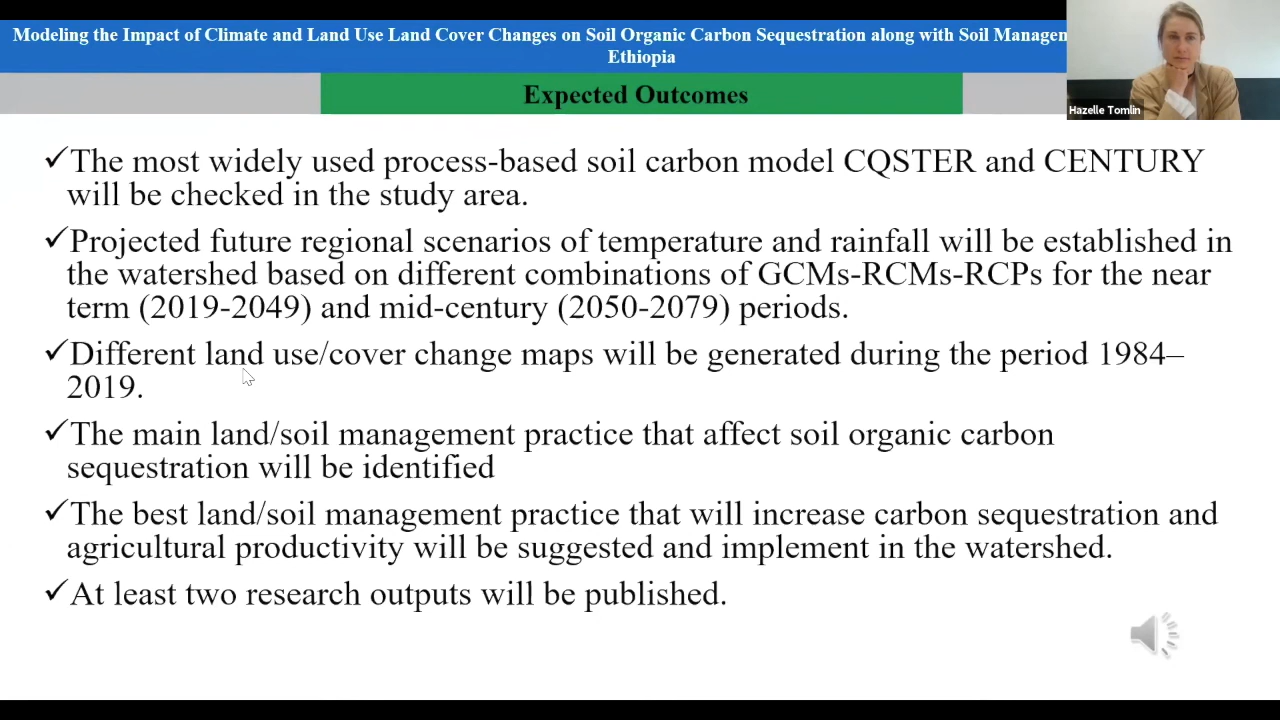 Modeling the Impact of Climate and Land Use Land Cover Changes on Soil Organic Carbon Sequestration along with Soil Managem
Ethiopia
Hazelle Tomlin
Expected Outcomes
✓The most widely used process-based soil carbon model CQSTER and CENTURY
will be checked in the study area.
✓Projected future regional scenarios of temperature and rainfall will be established in
the watershed based on different combinations of GCMs-RCMs-RCPs for the near
term (2019-2049) and mid-century (2050-2079) periods.
✓Different land use/cover change maps will be generated during the period 1984–
2019.
✓The main land/soil management practice that affect soil organic carbon
sequestration will be identified
✓The best land/soil management practice that will increase carbon sequestration and
agricultural productivity will be suggested and implement in the watershed.
✓At least two research outputs will be published.